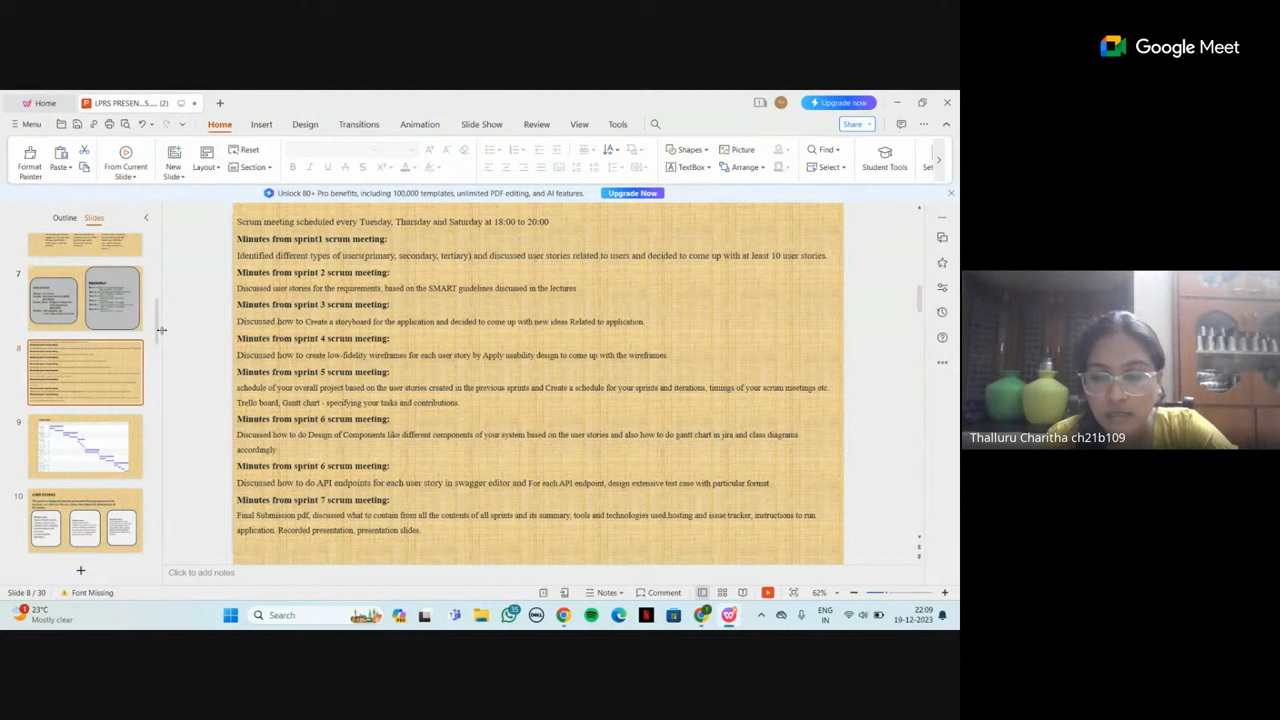 Google Meet
Home
LPRS PRESEN...S..... (2)
Upgrade now
Menu
Home
Insert
Design
Transitions
Animation
Slide Show
Review
View
Tools
Share
Format Painter
Paste
From Current Slide
New Slide
Layout
Reset
Section
B I U A S X² A
Shapes
Picture
TextBox
Arrange
Find
Select
Student Tools
Set
Unlock 80+ Pro benefits, including 100,000 templates, unlimited PDF editing, and AI features.
Upgrade Now
Outline
Slides
7
8
9
10
Scrum meeting scheduled every Tuesday, Thursday and Saturday at 18:00 to 20:00
Minutes from sprint1 scrum meeting:
Identified different types of users(primary, secondary, tertiary) and discussed user stories related to users and decided to come up with at least 10 user stories.
Minutes from sprint 2 scrum meeting:
Discussed user stories for the requirements, based on the SMART guidelines discussed in the lectures
Minutes from sprint 3 scrum meeting:
Discussed how to Create a storyboard for the application and decided to come up with new ideas Related to application.
Minutes from sprint 4 scrum meeting:
Discussed how to create low-fidelity wireframes for each user story by Apply usability design to come up with the wireframes.
Minutes from sprint 5 scrum meeting:
schedule of your overall project based on the user stories created in the previous sprints and Create a schedule for your sprints and iterations, timings of your scrum meetings etc.
Trello board, Gantt chart - specifying your tasks and contributions.
Minutes from sprint 6 scrum meeting:
Discussed how to do Design of Components like different components of your system based on the user stories and also how to do gantt chart in jira and class diagrams
accordingly
Minutes from sprint 6 scrum meeting:
Discussed how to do API endpoints for each user story in swagger editor and For each API endpoint, design extensive test case with particular format
Minutes from sprint 7 scrum meeting:
Final Submission pdf, discussed what to contain from all the contents of all sprints and its summary, tools and technologies used,hosting and issue tracker, instructions to run
application. Recorded presentation, presentation slides.
Click to add notes
Slide 8 / 30
Font Missing
Notes
Comment
62%
23°C
Mostly clear
Search
ENG
IN
22:09
19-12-2023
Thalluru Charitha ch21b109